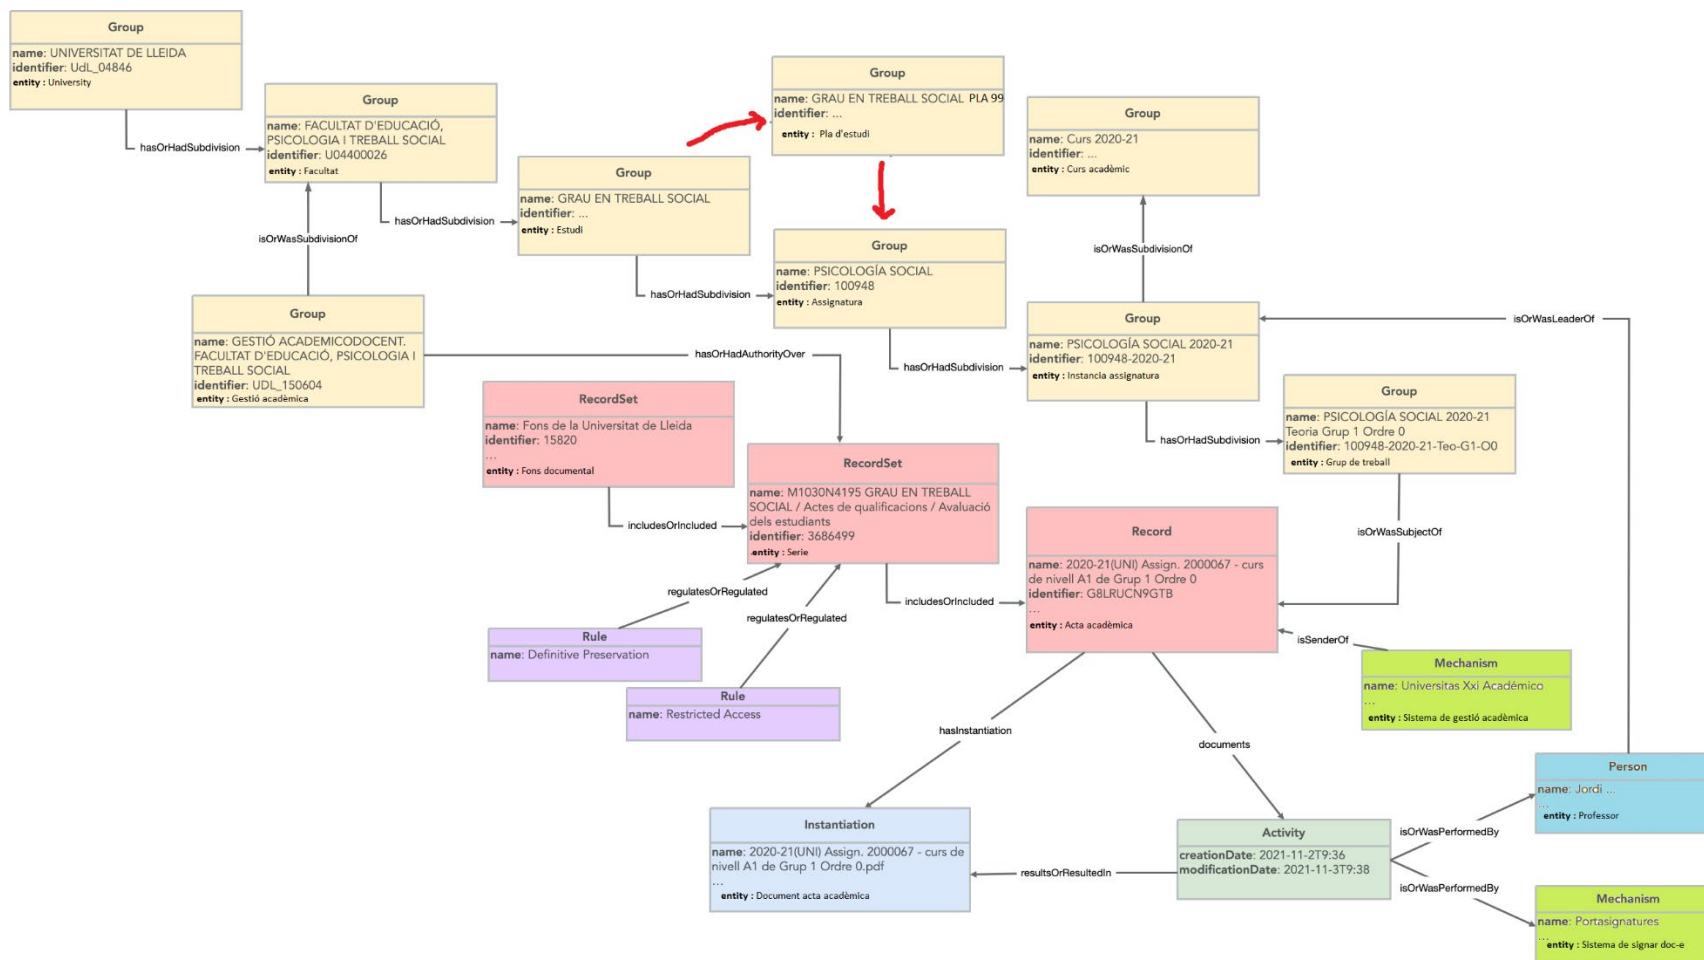 Group
name: UNIVERSITAT DE LLEIDA
identifier: UdL_04846
entity : University
hasOrHadSubdivision
Group
name: FACULTAT D'EDUCACIÓ,
PSICOLOGIA I TREBALL SOCIAL
identifier: U04400026
entity : Facultat
hasOrHadSubdivision
isOrWasSubdivisionOf
Group
name: GRAU EN TREBALL SOCIAL
identifier: ...
entity : Estudi
hasOrHadSubdivision
Group
name: GRAU EN TREBALL SOCIAL PLA 99
identifier: ...
entity : Pla d'estudi
Group
name: PSICOLOGÍA SOCIAL
identifier: 100948
entity : Assignatura
hasOrHadSubdivision
Group
name: Curs 2020-21
identifier: ...
entity : Curs acadèmic
isOrWasSubdivisionOf
Group
name: PSICOLOGÍA SOCIAL 2020-21
identifier: 100948-2020-21
entity : Instancia assignatura
isOrWasLeaderOf
hasOrHadSubdivision
Group
name: PSICOLOGÍA SOCIAL 2020-21
Teoria Grup 1 Ordre 0
identifier: 100948-2020-21-Teo-G1-O0
entity : Grup de treball
isOrWasSubjectOf
Group
name: GESTIÓ ACADEMICODOCENT.
FACULTAT D'EDUCACIÓ, PSICOLOGIA I
TREBALL SOCIAL
identifier: UDL_150604
entity : Gestió acadèmica
hasOrHadAuthorityOver
RecordSet
name: Fons de la Universitat de Lleida
identifier: 15820
...
entity : Fons documental
includesOrIncluded
RecordSet
name: M1030N4195 GRAU EN TREBALL
SOCIAL / Actes de qualificacions / Avaluació
dels estudiants
identifier: 3686499
entity : Serie
includesOrIncluded
regulatesOrRegulated
regulatesOrRegulated
Rule
name: Definitive Preservation
Rule
name: Restricted Access
Record
name: 2020-21(UNI) Assign. 2000067 - curs
de nivell A1 de Grup 1 Ordre 0
identifier: G8LRUCN9GTB
...
entity : Acta acadèmica
isSenderOf
Mechanism
name: Universitas Xxi Académico
...
entity : Sistema de gestió acadèmica
hasInstantiation
documents
Instantiation
name: 2020-21(UNI) Assign. 2000067 - curs de
nivell A1 de Grup 1 Ordre 0.pdf
...
entity : Document acta acadèmica
resultsOrResultedIn
Activity
creationDate: 2021-11-2T9:36
modificationDate: 2021-11-3T9:38
isOrWasPerformedBy
isOrWasPerformedBy
Person
name: Jordi ...
...
entity : Professor
Mechanism
name: Portasignatures
...
entity : Sistema de signar doc-e